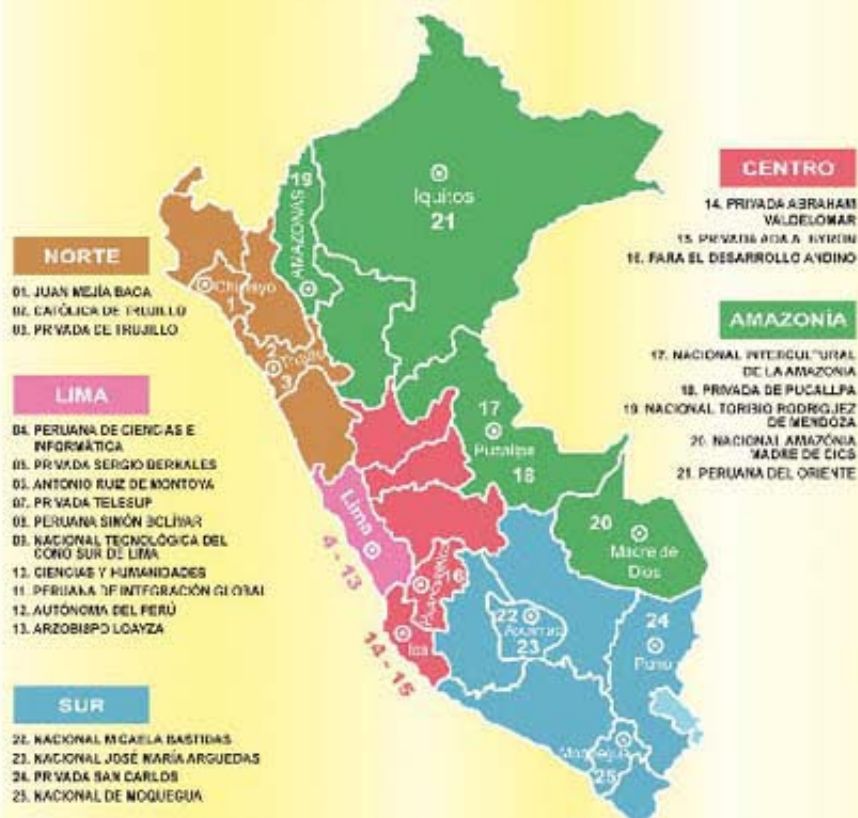 NORTE
01. JUAN MEJÍA BACA
02. CATÓLICA DE TRUJILLO
03. PRIVADA DE TRUJILLO
LIMA
04. PERUANA DE CIENCIAS E
INFORMÁTICA
05. PRIVADA SERGIO BERNALES
06. ANTONIO RUIZ DE MONTOYA
07. PRIVADA TELESUP
08. PERUANA SIMÓN BOLÍVAR
09. NACIONAL TECNOLÓGICA DEL
CONO SUR DE LIMA
10. CIENCIAS Y HUMANIDADES
11. PERUANA DE INTEGRACIÓN GLOBAL
12. AUTÓNOMA DEL PERÚ
13. ARZOBISPO LOAYZA
SUR
22. NACIONAL MICAELA BASTIDAS
23. NACIONAL JOSÉ MARÍA ARGUEDAS
24. PRIVADA SAN CARLOS
25. NACIONAL DE MOQUEGUA
19
AMAZONAS
Iquitos
21
Chiclayo
1
2
3
17
Pucallpa
18
Lima
4 - 13
16
Ica
14 - 15
20
Madre de
Dios
22
Apurímac
23
24
Puno
Moquegua
25
CENTRO
14. PRIVADA ABRAHAM
VALDELOMAR
15. PRIVADA ADA A. BYRON
16. PARA EL DESARROLLO ANDINO
AMAZONÍA
17. NACIONAL INTERCULTURAL
DE LA AMAZONIA
18. PRIVADA DE PUCALLPA
19. NACIONAL TORIBIO RODRIGUEZ
DE MENDOZA
20. NACIONAL AMAZÓNIA
MADRE DE DIOS
21. PERUANA DEL ORIENTE